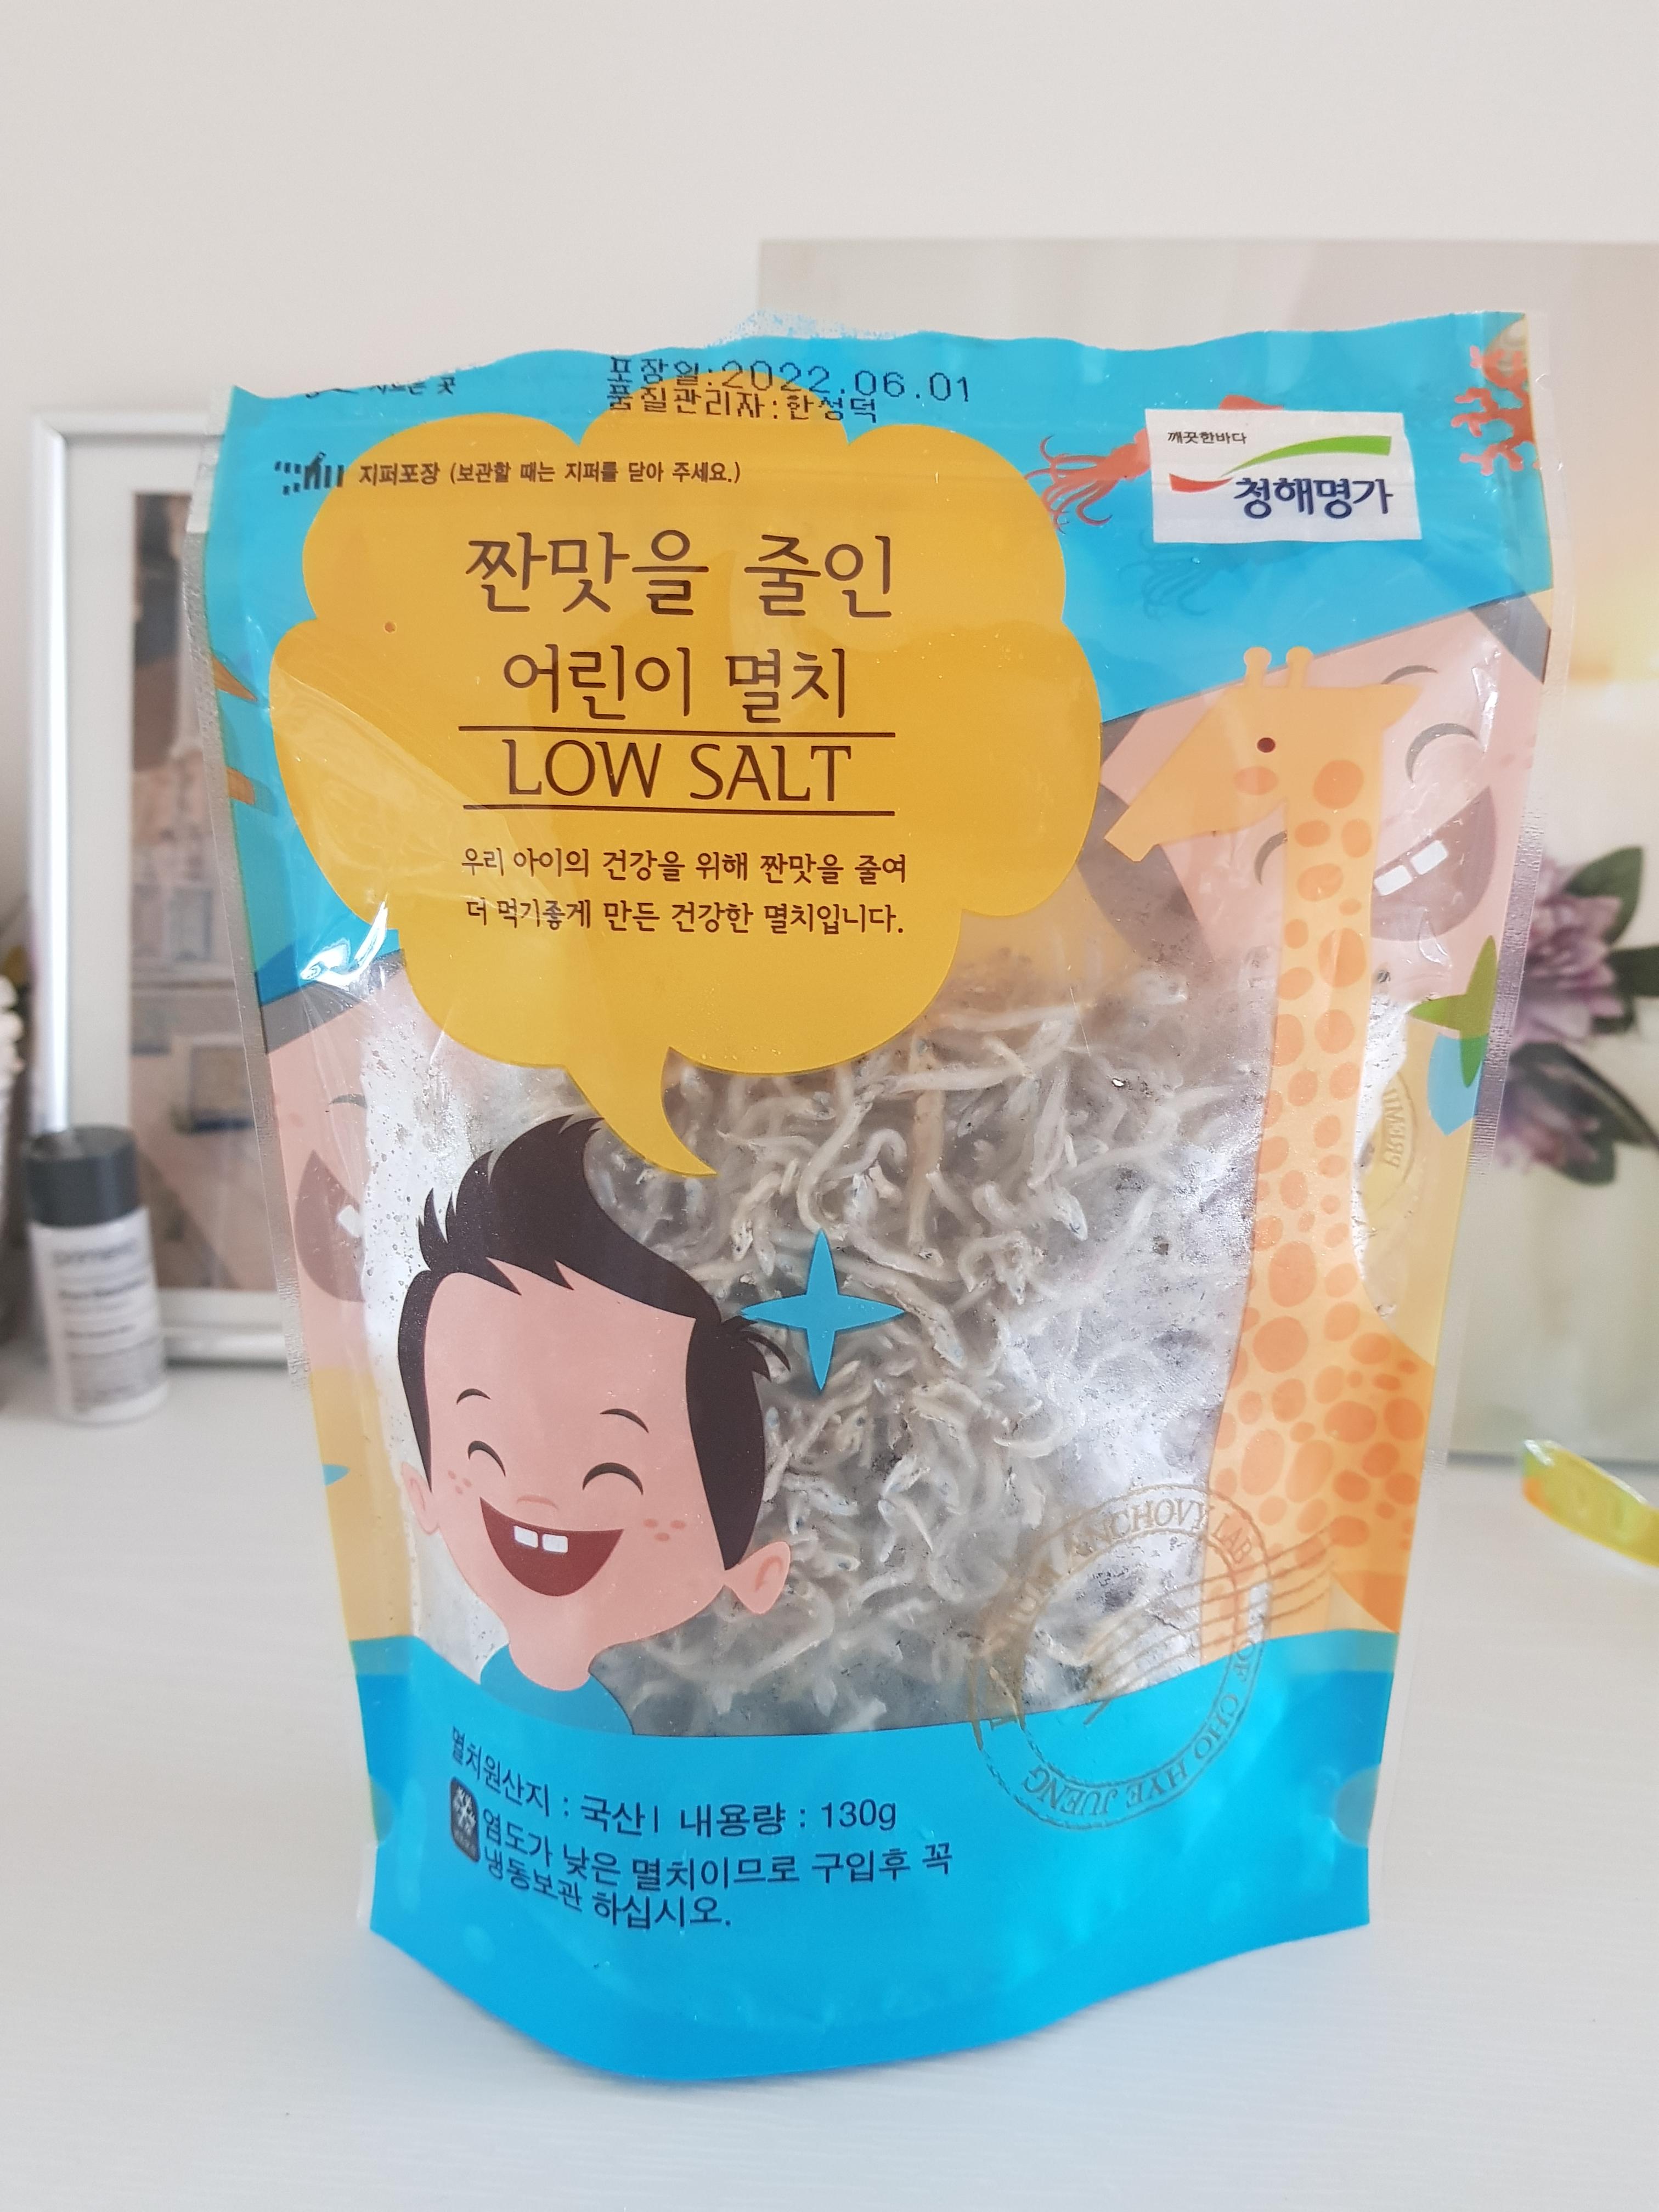 포장일:2022.06.01
품질관리자:한성덕
지퍼포장 (보관할 때는 지퍼를 닫아 주세요.)
깨끗한바다
청해명가
짠맛을 줄인
어린이 멸치
LOW SALT
우리 아이의 건강을 위해 짠맛을 줄여
더 먹기좋게 만든 건강한 멸치입니다.
ANCHOVY LAB OF CHO HYE JUENG
멸치원산지 : 국산| 내용량 : 130g
염도가 낮은 멸치이므로 구입후 꼭
냉동보관 하십시오.